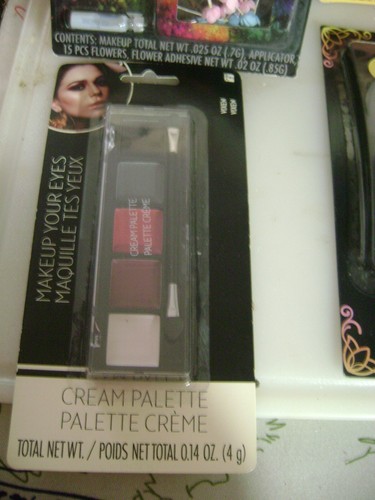 CONTENTS: MAKEUP TOTAL NET WT .025 OZ (.7G), APPLICATOR,
15 PCS FLOWERS, FLOWER ADHESIVE NET WT. .02 OZ (.85G)
VIXEN
VIXEN
MAKEUP YOUR EYES
MAQUILLE TES YEUX
CREAM PALETTE
PALETTE CRÈME
CREAM PALETTE
PALETTE CRÈME
TOTAL NET WT. / POIDS NET TOTAL 0.14 OZ. (4 g)